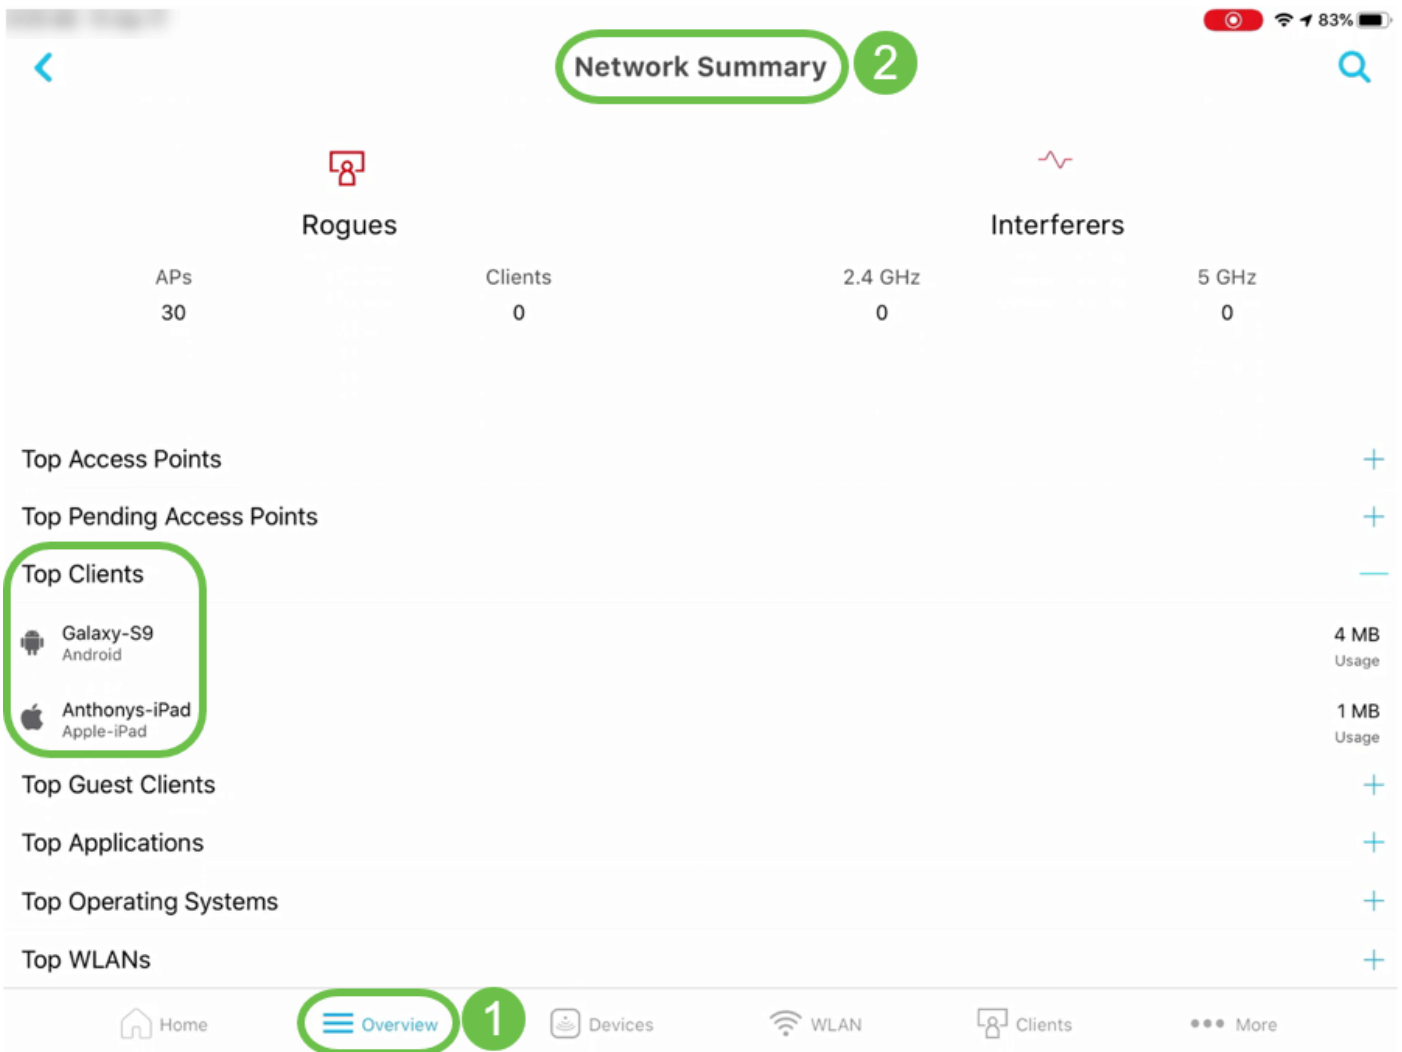 83%
Network Summary 2
Rogues
Interferers
APs Clients 2.4 GHz 5 GHz
30 0 0 0
Top Access Points
Top Pending Access Points
Top Clients
Galaxy-S9 4 MB
Android Usage
Anthonys-iPad 1 MB
Apple-iPad Usage
Top Guest Clients
Top Applications
Top Operating Systems
Top WLANs
Home Overview 1 Devices WLAN Clients More